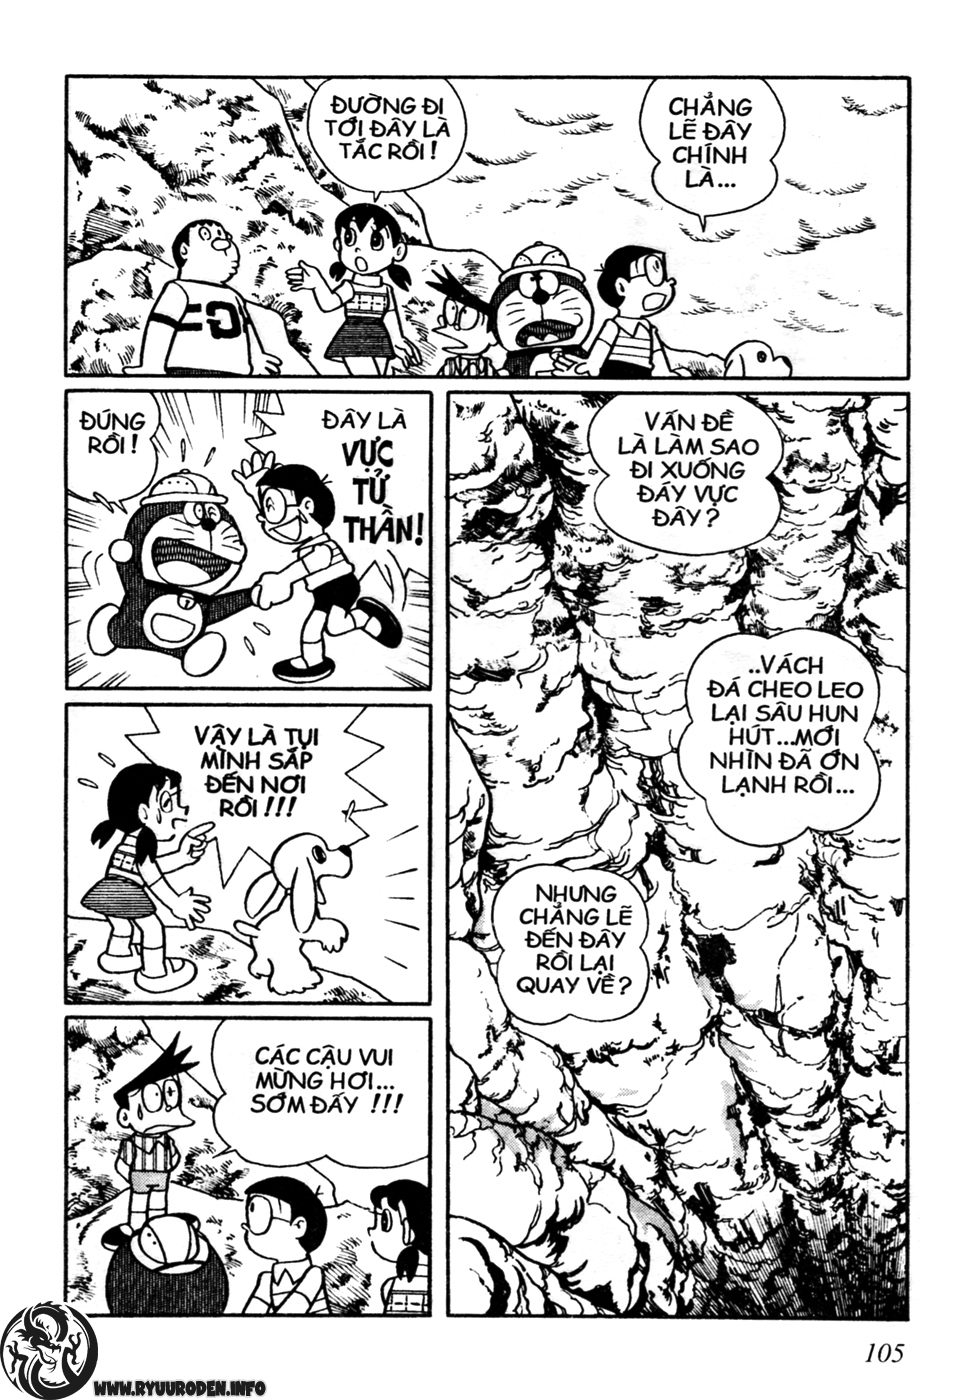 ĐƯỜNG ĐI
TỚI ĐÂY LÀ
TẮC RỒI!
CHẲNG
LẼ ĐÂY
CHÍNH
LÀ...
ĐÚNG
RỒI!
ĐÂY LÀ
VỰC
TỬ
THẦN!
VẬY LÀ TỤI
MÌNH SẮP
ĐẾN NƠI
RỒI!!!
CÁC CẬU VUI
MỪNG HƠI...
SỚM ĐẤY !!!
VẤN ĐỀ
LÀ LÀM SAO
ĐI XUỐNG
ĐÁY VỰC
ĐÂY?
..VÁCH
ĐÁ CHEO LEO
LẠI SÂU HUN
HÚT...MỚI
NHÌN ĐÃ ỚN
LẠNH RỒI...
NHƯNG
CHẲNG LẼ
ĐẾN ĐÂY
RỒI LẠI
QUAY VỀ?
105
WWW.RYUURODEN.INFO